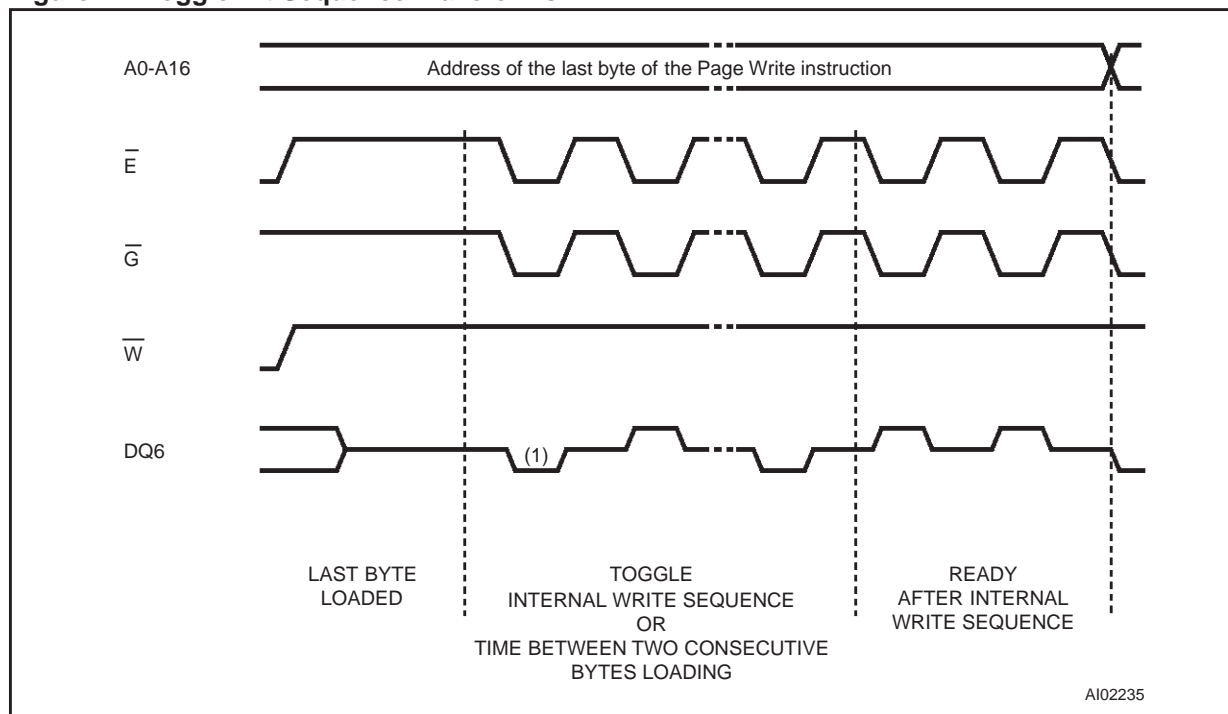 A0-A16
Address of the last byte of the Page Write instruction
E
G
W
DQ6
(1)
LAST BYTE
LOADED
TOGGLE
INTERNAL WRITE SEQUENCE
OR
TIME BETWEEN TWO CONSECUTIVE
BYTES LOADING
READY
AFTER INTERNAL
WRITE SEQUENCE
AI02235